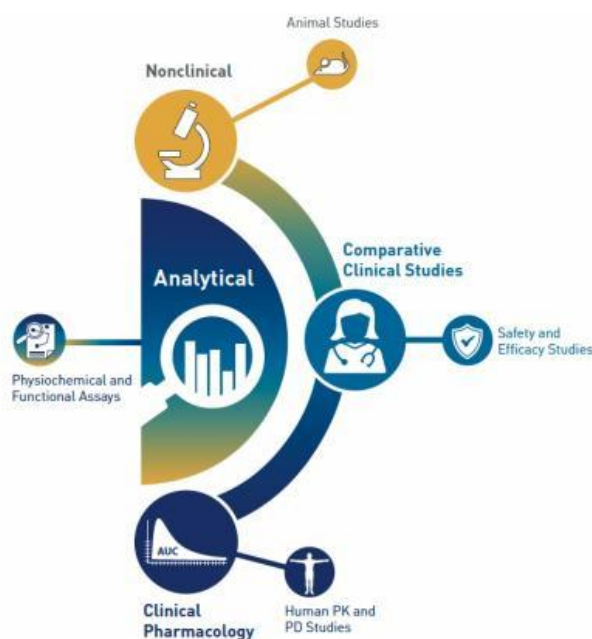 Animal Studies
Nonclinical
Comparative
Clinical Studies
Analytical
Safety and
Efficacy Studies
Physiochemical and
Functional Assays
AUC
Human PK and
PD Studies
Clinical
Pharmacology